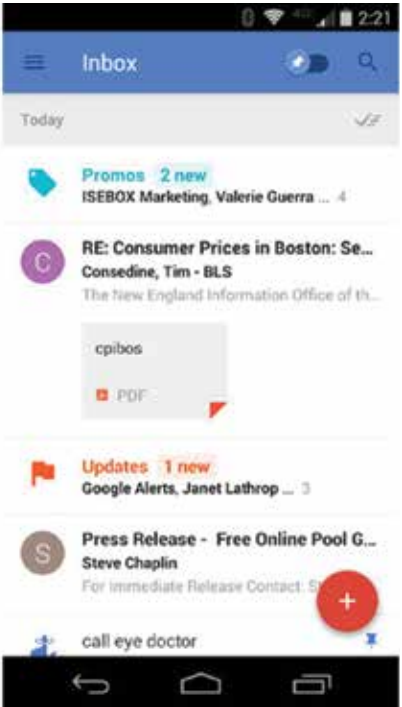 2:21
Inbox
Today
Promos 2 new
ISEBOX Marketing, Valerie Guerra ... 4
C
RE: Consumer Prices in Boston: Se...
Consedine, Tim - BLS
The New England Information Office of th...
cpibos
PDF
Updates 1 new
Google Alerts, Janet Lathrop ... 3
S
Press Release - Free Online Pool G...
Steve Chaplin
For Immediate Release Contact: S
call eye doctor